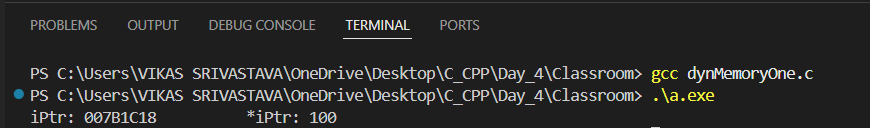 PROBLEMS OUTPUT DEBUG CONSOLE TERMINAL PORTS
PS C:\Users\VIKAS SRIVASTAVA\OneDrive\Desktop\C_CPP\Day_4\Classroom> gcc dynMemoryOne.c
PS C:\Users\VIKAS SRIVASTAVA\OneDrive\Desktop\C_CPP\Day_4\Classroom> .\a.exe
iPtr: 007B1C18 *iPtr: 100